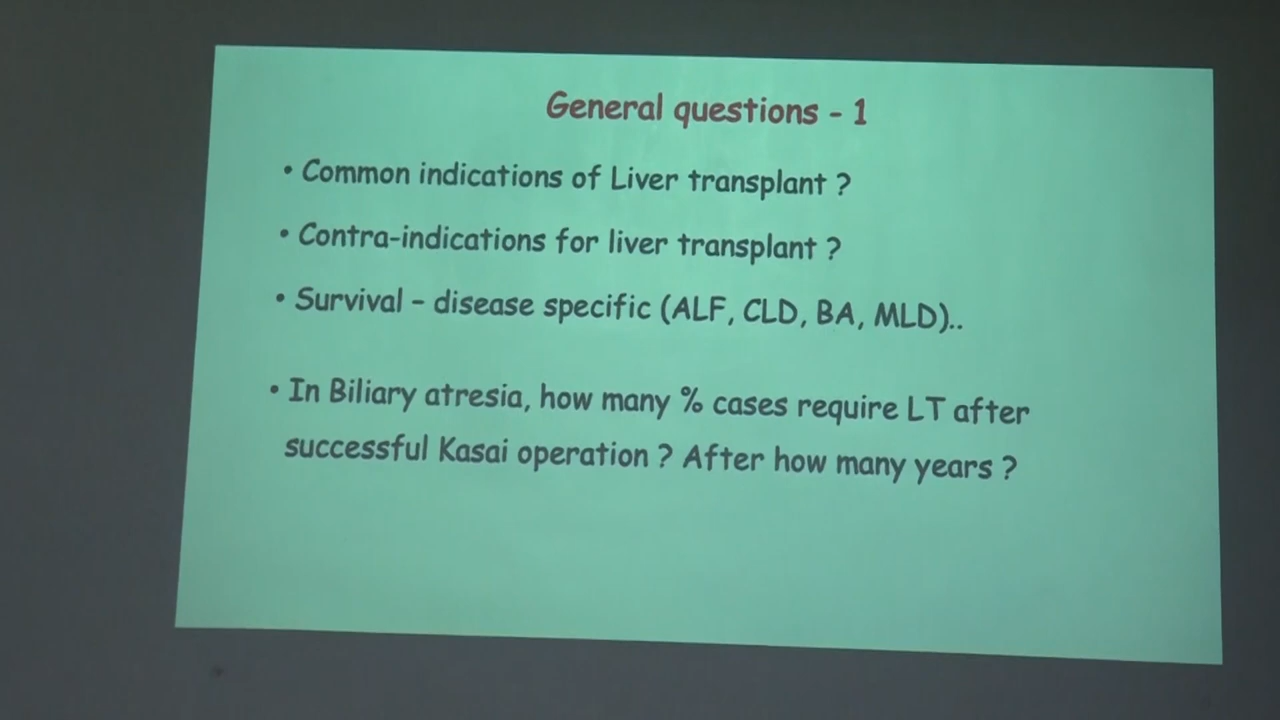 General questions - 1
• Common indications of Liver transplant ?
• Contra-indications for liver transplant ?
• Survival – disease specific (ALF, CLD, BA, MLD)..
• In Biliary atresia, how many % cases require LT after
successful Kasai operation ? After how many years ?